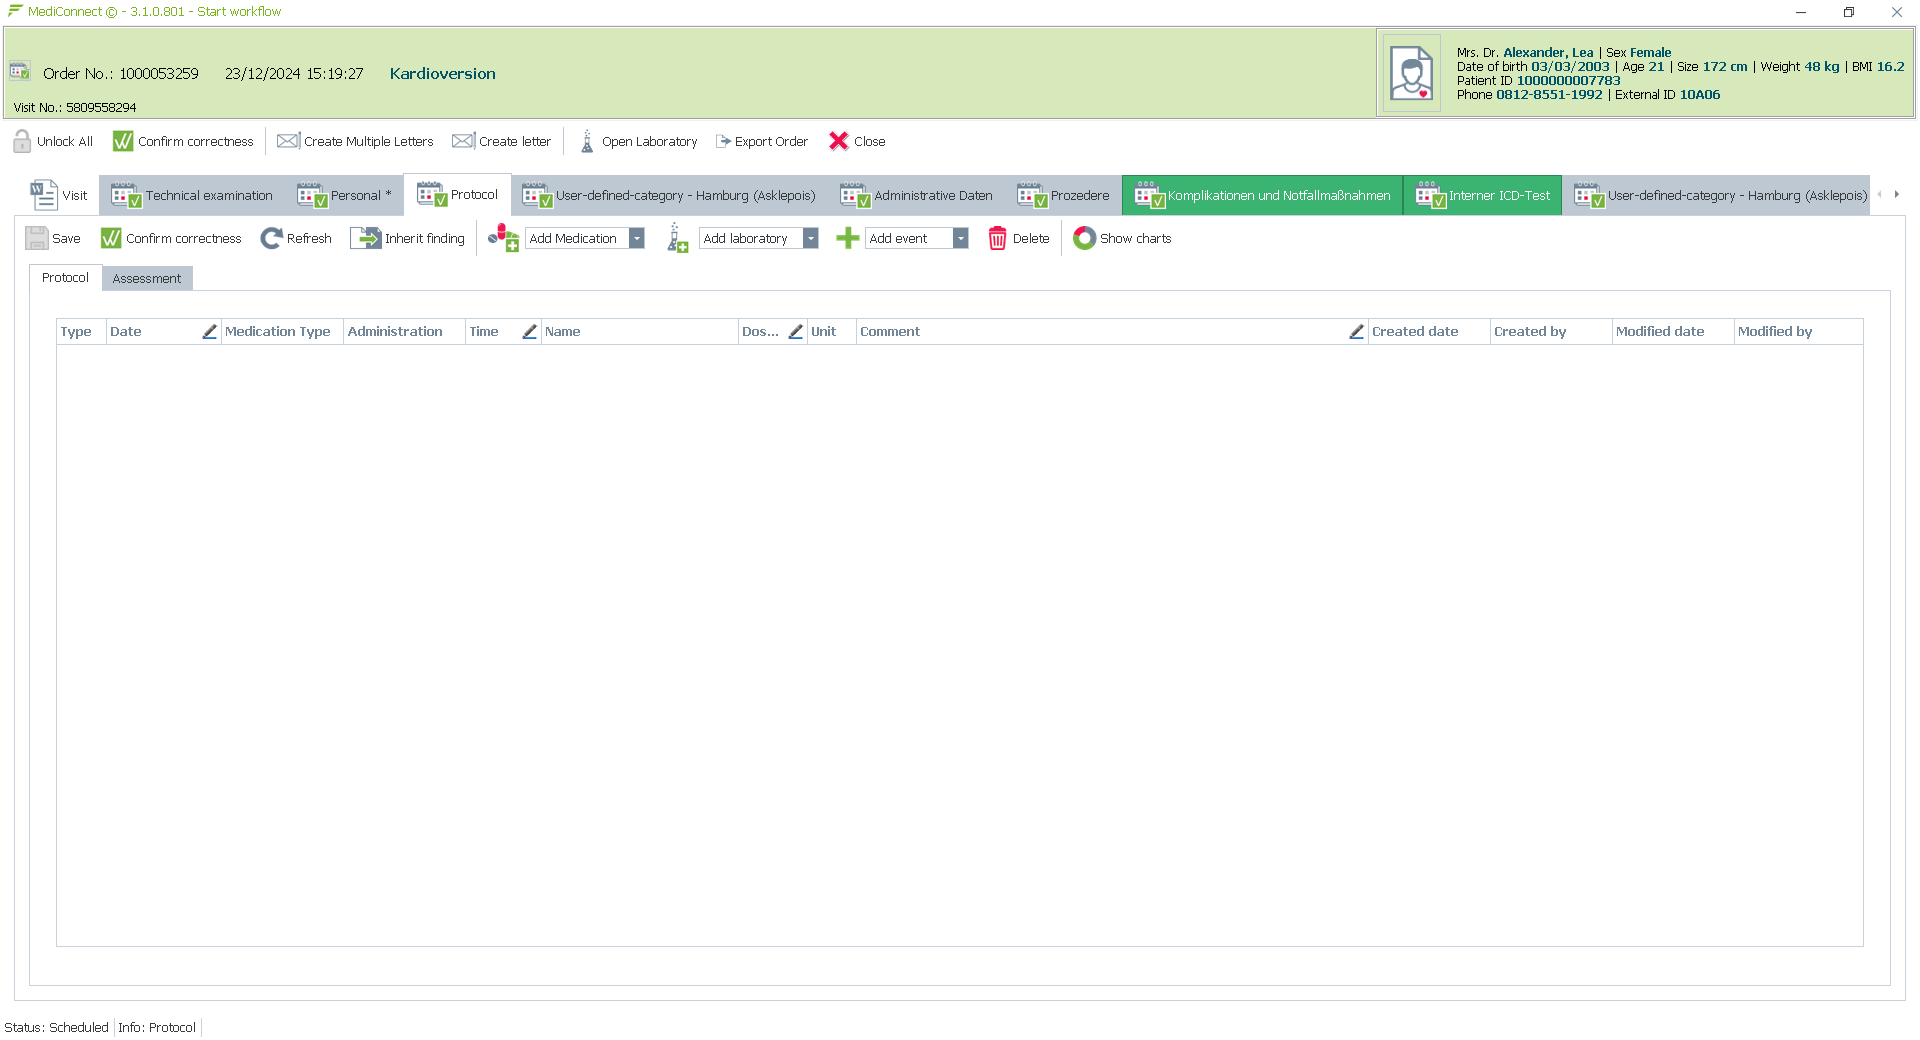 MediConnect © - 3.1.0.801 - Start workflow
Order No.: 1000053259 23/12/2024 15:19:27 Kardioversion
Visit No.: 5809558294
Mrs. Dr. Alexander, Lea | Sex Female
Date of birth 03/03/2003 | Age 21 | Size 172 cm | Weight 48 kg | BMI 16.2
Patient ID 1000000007783
Phone 0812-8551-1992 | External ID 10A06
Unlock All Confirm correctness Create Multiple Letters Create letter Open Laboratory Export Order Close
Visit Technical examination Personal * Protocol User-defined-category - Hamburg (Asklepois) Administrative Daten Prozedere Komplikationen und Notfallmaßnahmen Interner ICD-Test User-defined-category - Hamburg (Asklepois)
Save Confirm correctness Refresh Inherit finding Add Medication Add laboratory Add event Delete Show charts
Protocol Assessment
Type Date Medication Type Administration Time Name Dos... Unit Comment Created date Created by Modified date Modified by
Status: Scheduled Info: Protocol